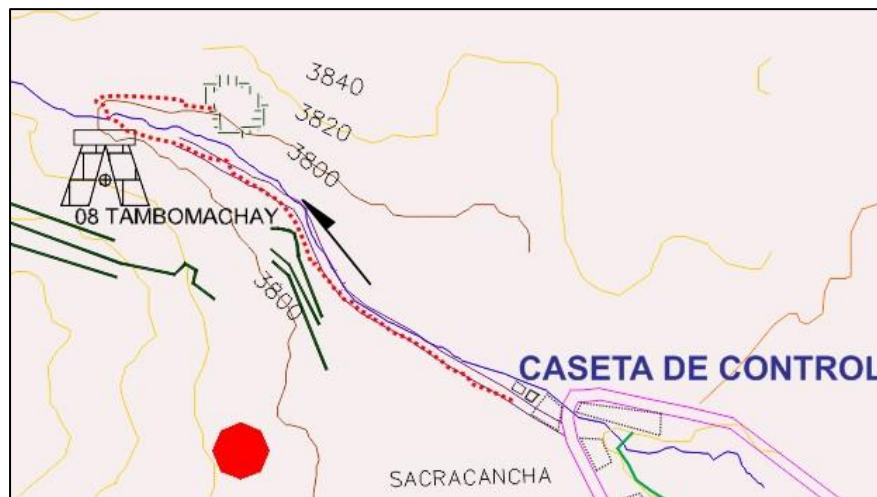 3840
3820
3800
08 TAMBOMACHAY
3800
CASETA DE CONTROL
SACRACANCHA